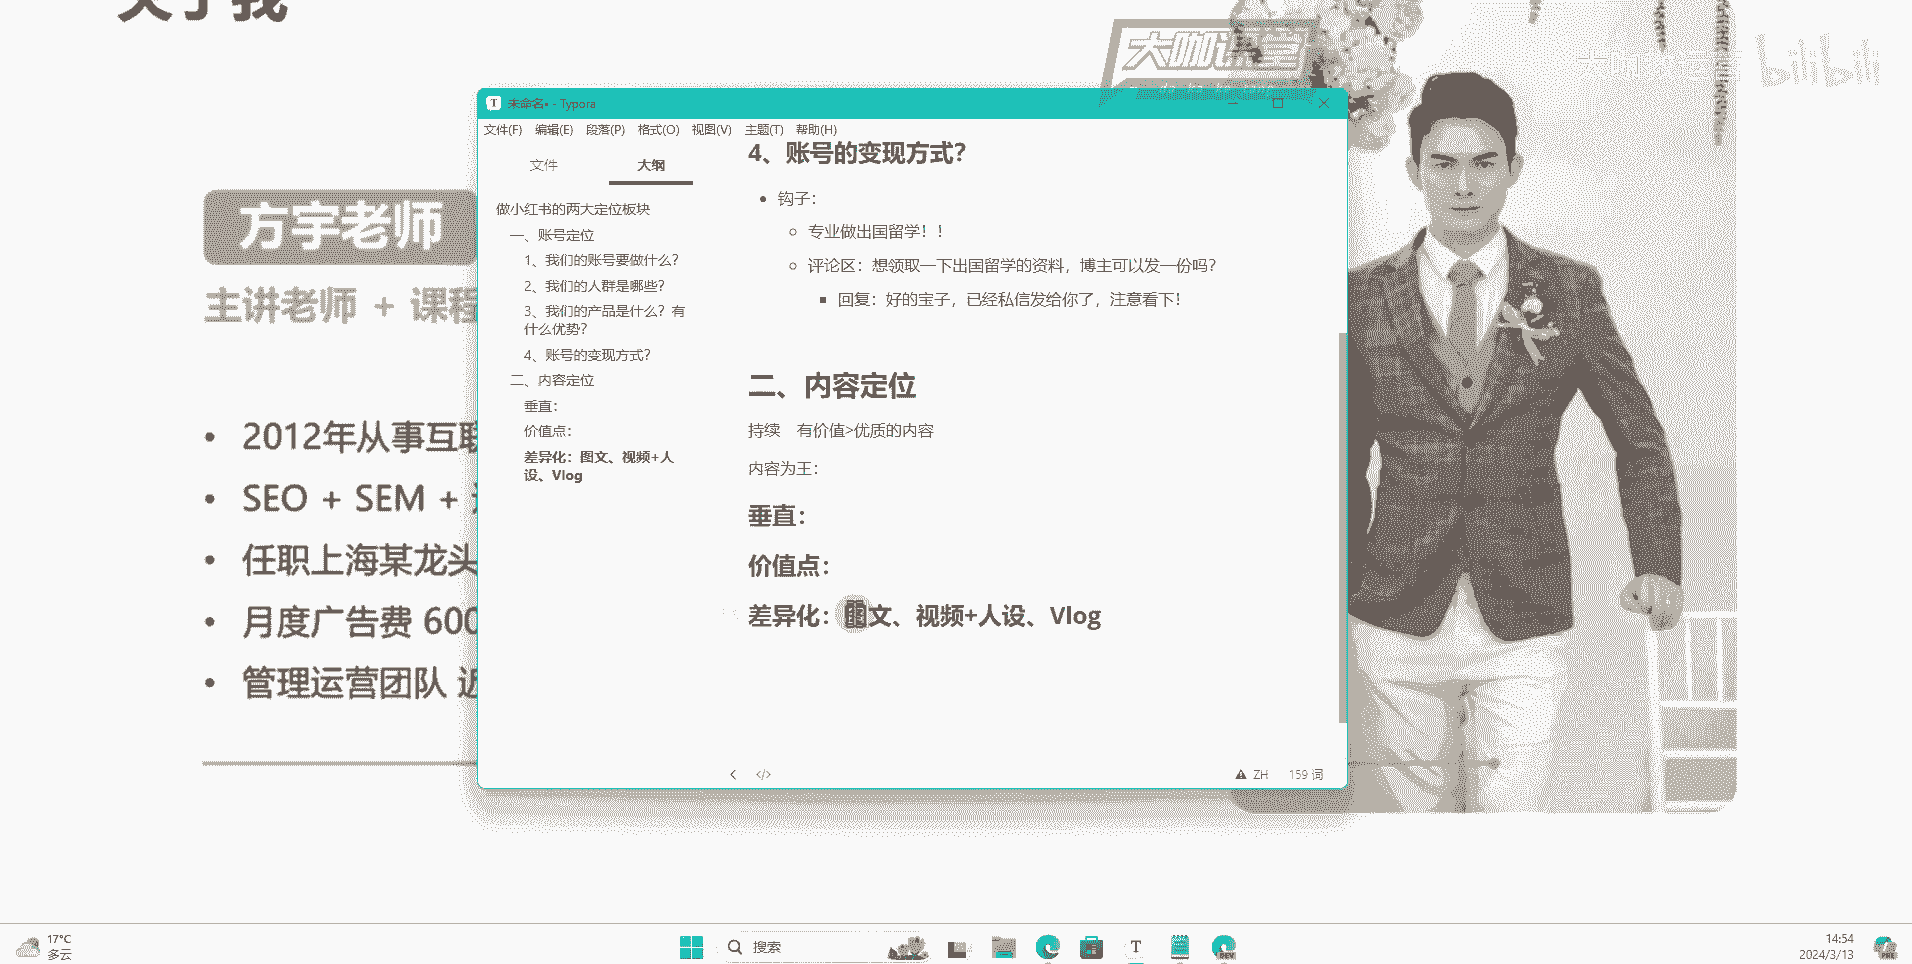 关于我
大咖课堂
bilibili
方宇老师
主讲老师 + 课程
• 2012年从事互联
• SEO + SEM +
• 任职上海某龙头
• 月度广告费 600
• 管理运营团队 近
未命名• - Typora
文件(F) 编辑(E) 段落(P) 格式(O) 视图(V) 主题(T) 帮助(H)
文件 大纲
做小红书的两大定位板块
一、账号定位
1、我们的账号要做什么?
2、我们的人群是哪些?
3、我们的产品是什么?有
什么优势?
4、账号的变现方式?
二、内容定位
垂直:
价值点:
差异化:图文、视频+人
设、Vlog
4、账号的变现方式?
• 钩子:
专业做出国留学!!
评论区:想领取一下出国留学的资料,博主可以发一份吗?
回复:好的宝子,已经私信发给你了,注意看下!
二、内容定位
持续 有价值>优质的内容
内容为王:
垂直:
价值点:
差异化:图文、视频+人设、Vlog
ZH 159 词
17°C
多云
搜索
14:54
2024/3/13